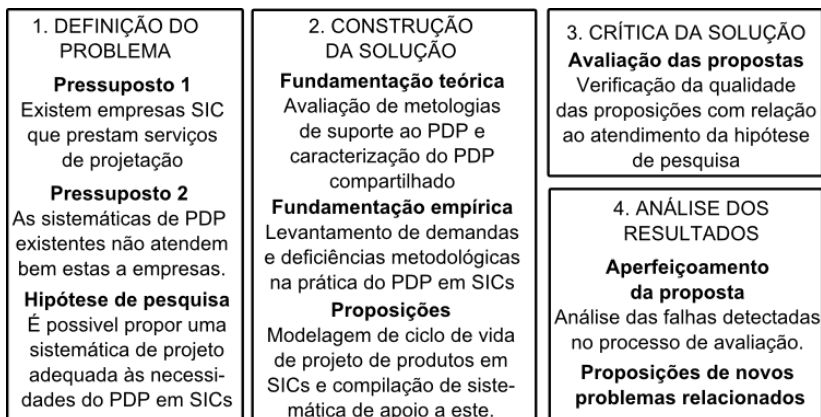 1. DEFINIÇÃO DO
PROBLEMA
Pressuposto 1
Existem empresas SIC
que prestam serviços
de projetação
Pressuposto 2
As sistemáticas de PDP
existentes não atendem
bem estas a empresas.
Hipótese de pesquisa
É possivel propor uma
sistemática de projeto
adequada às necessi-
dades do PDP em SICs
2. CONSTRUÇÃO
DA SOLUÇÃO
Fundamentação teórica
Avaliação de metologias
de suporte ao PDP e
caracterização do PDP
compartilhado
Fundamentação empírica
Levantamento de demandas
e deficiências metodológicas
na prática do PDP em SICs
Proposições
Modelagem de ciclo de vida
de projeto de produtos em
SICs e compilação de siste-
mática de apoio a este.
3. CRÍTICA DA SOLUÇÃO
Avaliação das propostas
Verificação da qualidade
das proposições com relação
ao atendimento da hipótese
de pesquisa
4. ANÁLISE DOS
RESULTADOS
Aperfeiçoamento
da proposta
Análise das falhas detectadas
no processo de avaliação.
Proposições de novos
problemas relacionados